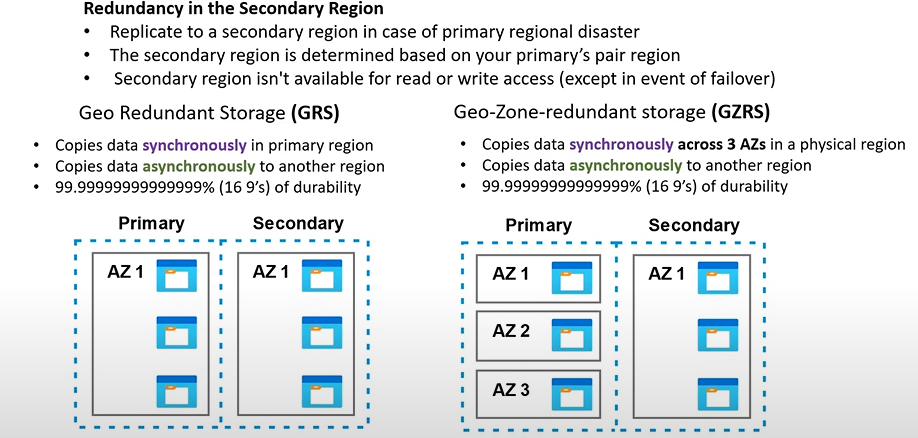 Redundancy in the Secondary Region
• Replicate to a secondary region in case of primary regional disaster
• The secondary region is determined based on your primary's pair region
• Secondary region isn't available for read or write access (except in event of failover)
Geo Redundant Storage (GRS)
• Copies data synchronously in primary region
• Copies data asynchronously to another region
• 99.99999999999999% (16 9's) of durability
Primary
Secondary
AZ 1
AZ 1
Geo-Zone-redundant storage (GZRS)
• Copies data synchronously across 3 AZs in a physical region
• Copies data asynchronously to another region
• 99.99999999999999% (16 9's) of durability
Primary
Secondary
AZ 1
AZ 2
AZ 3
AZ 1